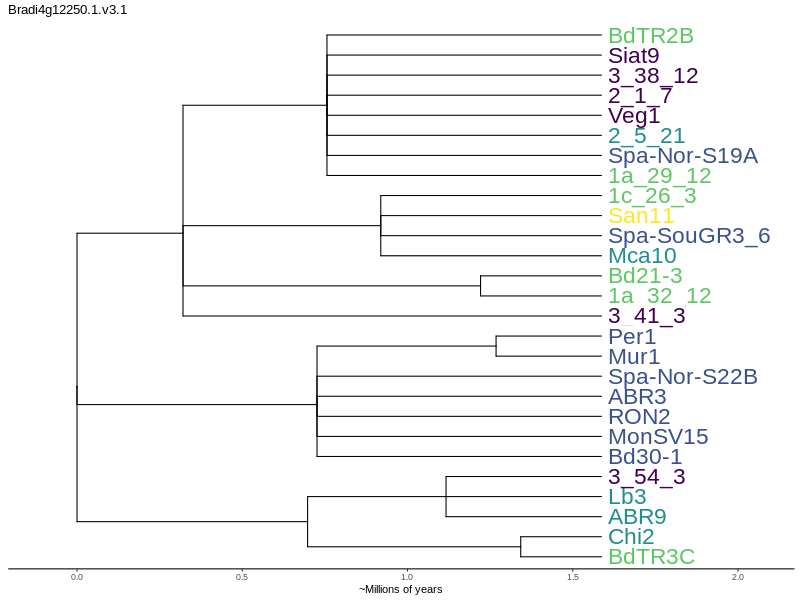 Bradi4g12250.1.v3.1
BdTR2B
Siat9
3_38_12
2_1_7
Veg1
2_5_21
Spa-Nor-S19A
1a_29_12
1c_26_3
San11
Spa-SouGR3_6
Mca10
Bd21-3
1a_32_12
3_41_3
Per1
Mur1
Spa-Nor-S22B
ABR3
RON2
MonSV15
Bd30-1
3_54_3
Lb3
ABR9
Chi2
BdTR3C
0.0 0.5 1.0 1.5 2.0
~Millions of years